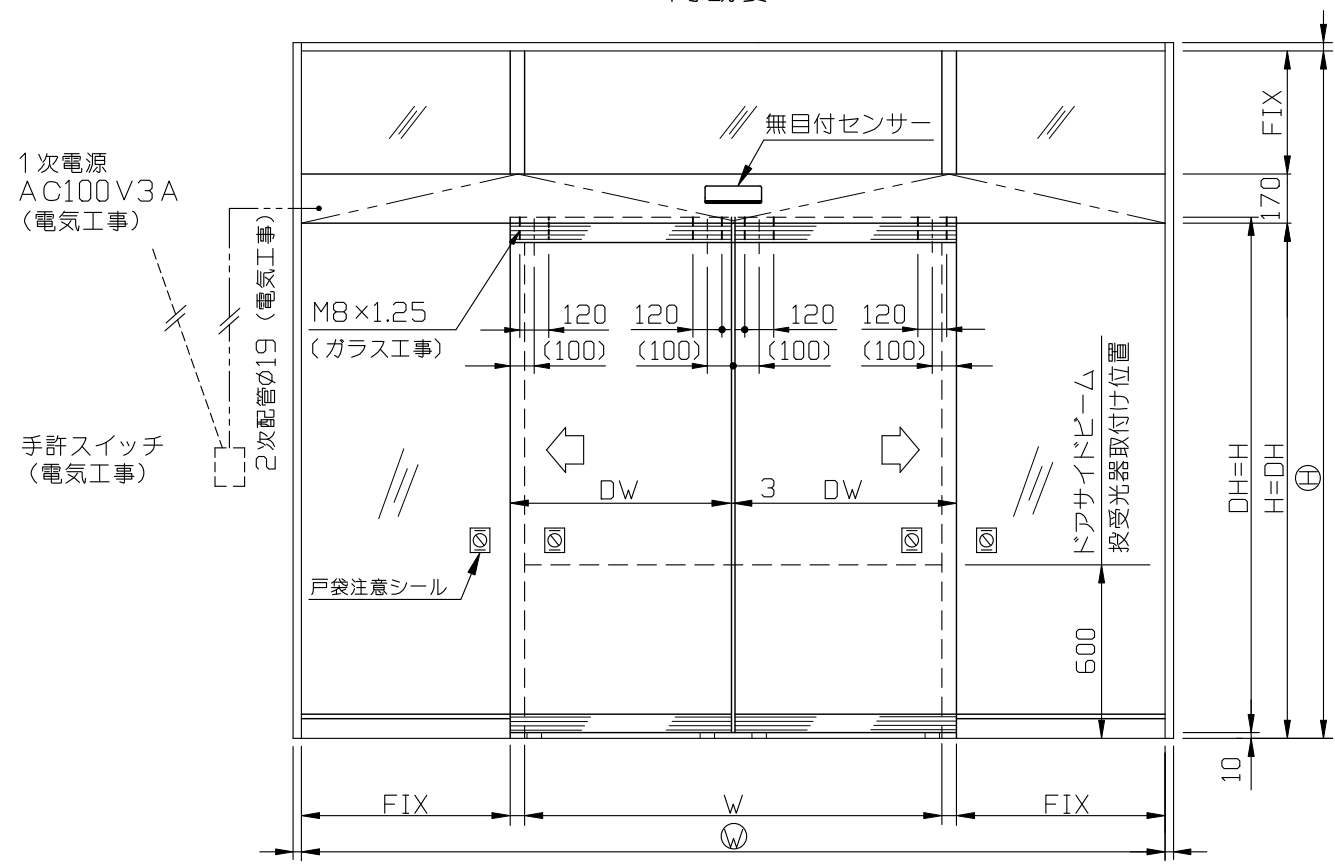 無目付センサー
FIX
1次電源
AC100V3A
(電気工事)
170
2次配管φ19 (電気工事)
M8×1.25
(ガラス工事)
120
120
120
120
(100)
(100)
(100)
(100)
手許スイッチ
(電気工事)
ドアサイドビーム
投受光器取付け位置
DH=H
H=DH
H
DW
3
DW
戸袋注意シール
600
10
FIX
W
FIX
W